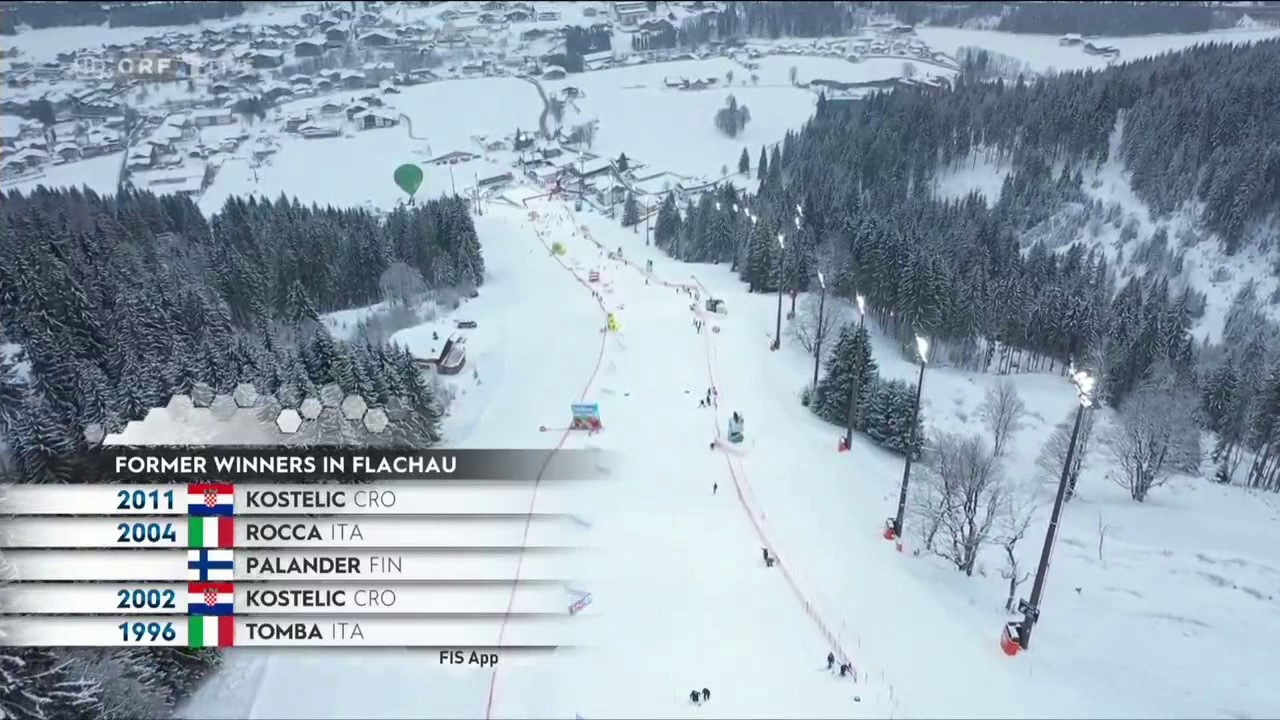 ORF
FORMER WINNERS IN FLACHAU
2011 KOSTELIC CRO
2004 ROCCA ITA
PALANDER FIN
2002 KOSTELIC CRO
1996 TOMBA ITA
FIS App